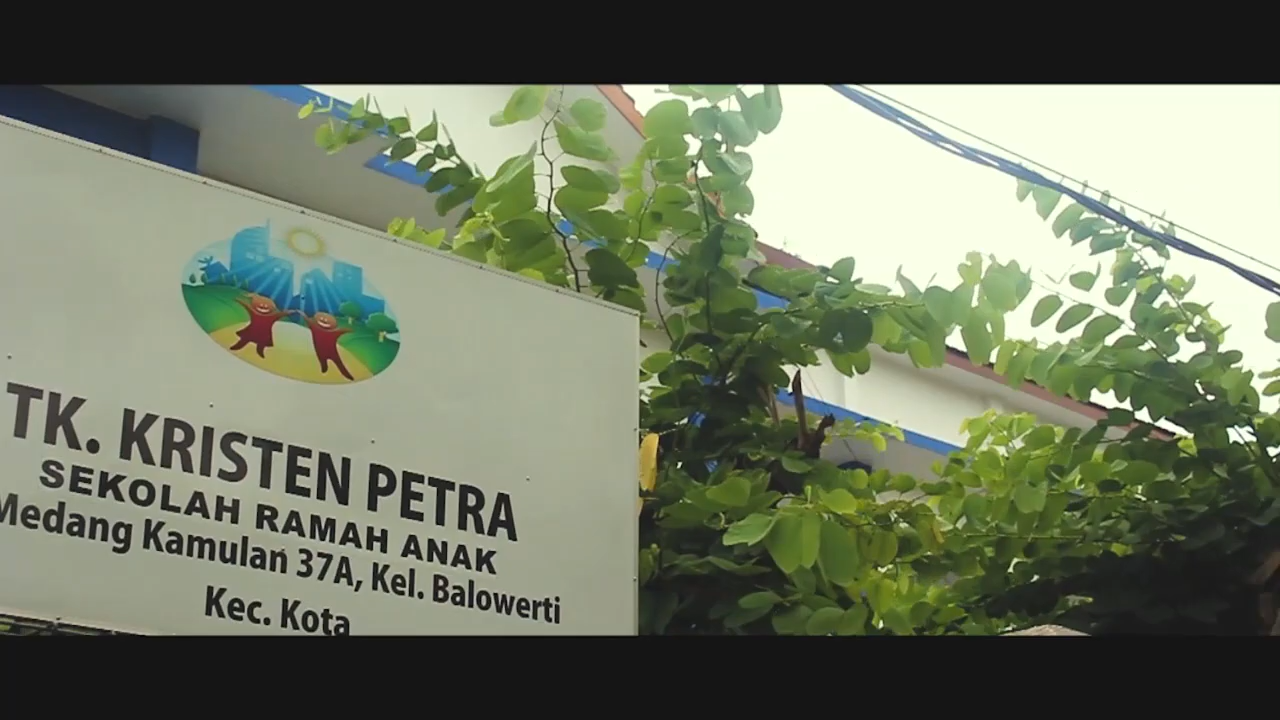 TK. KRISTEN PETRA
SEKOLAH RAMAH ANAK
Medang Kamulan 37A, Kel. Balowerti
Kec. Kota